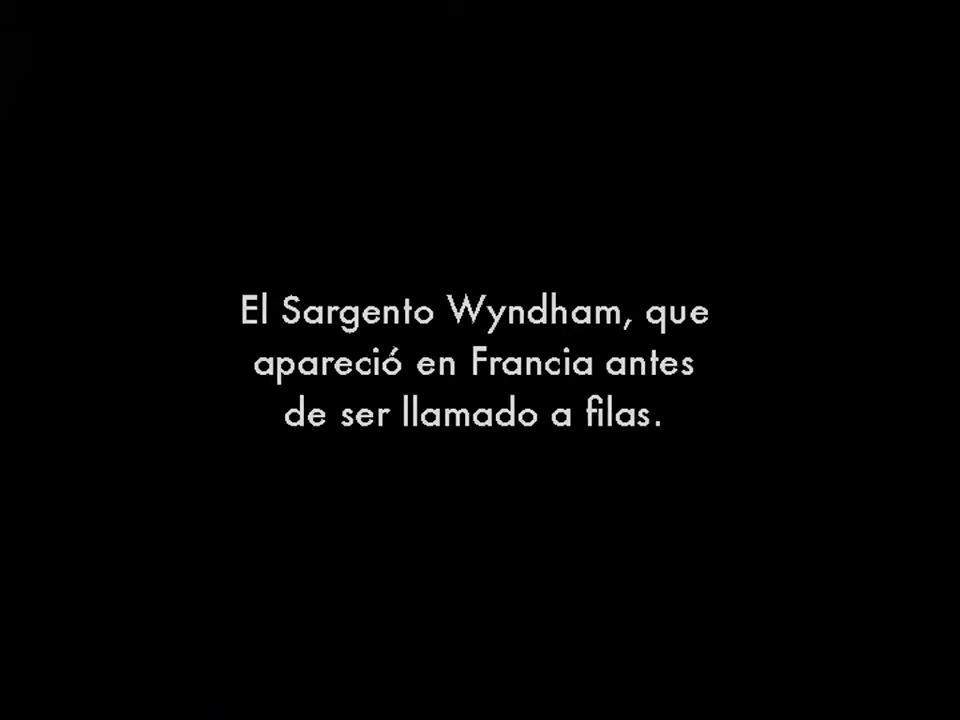 El Sargento Wyndham, que
apareció en Francia antes
de ser llamado a filas.